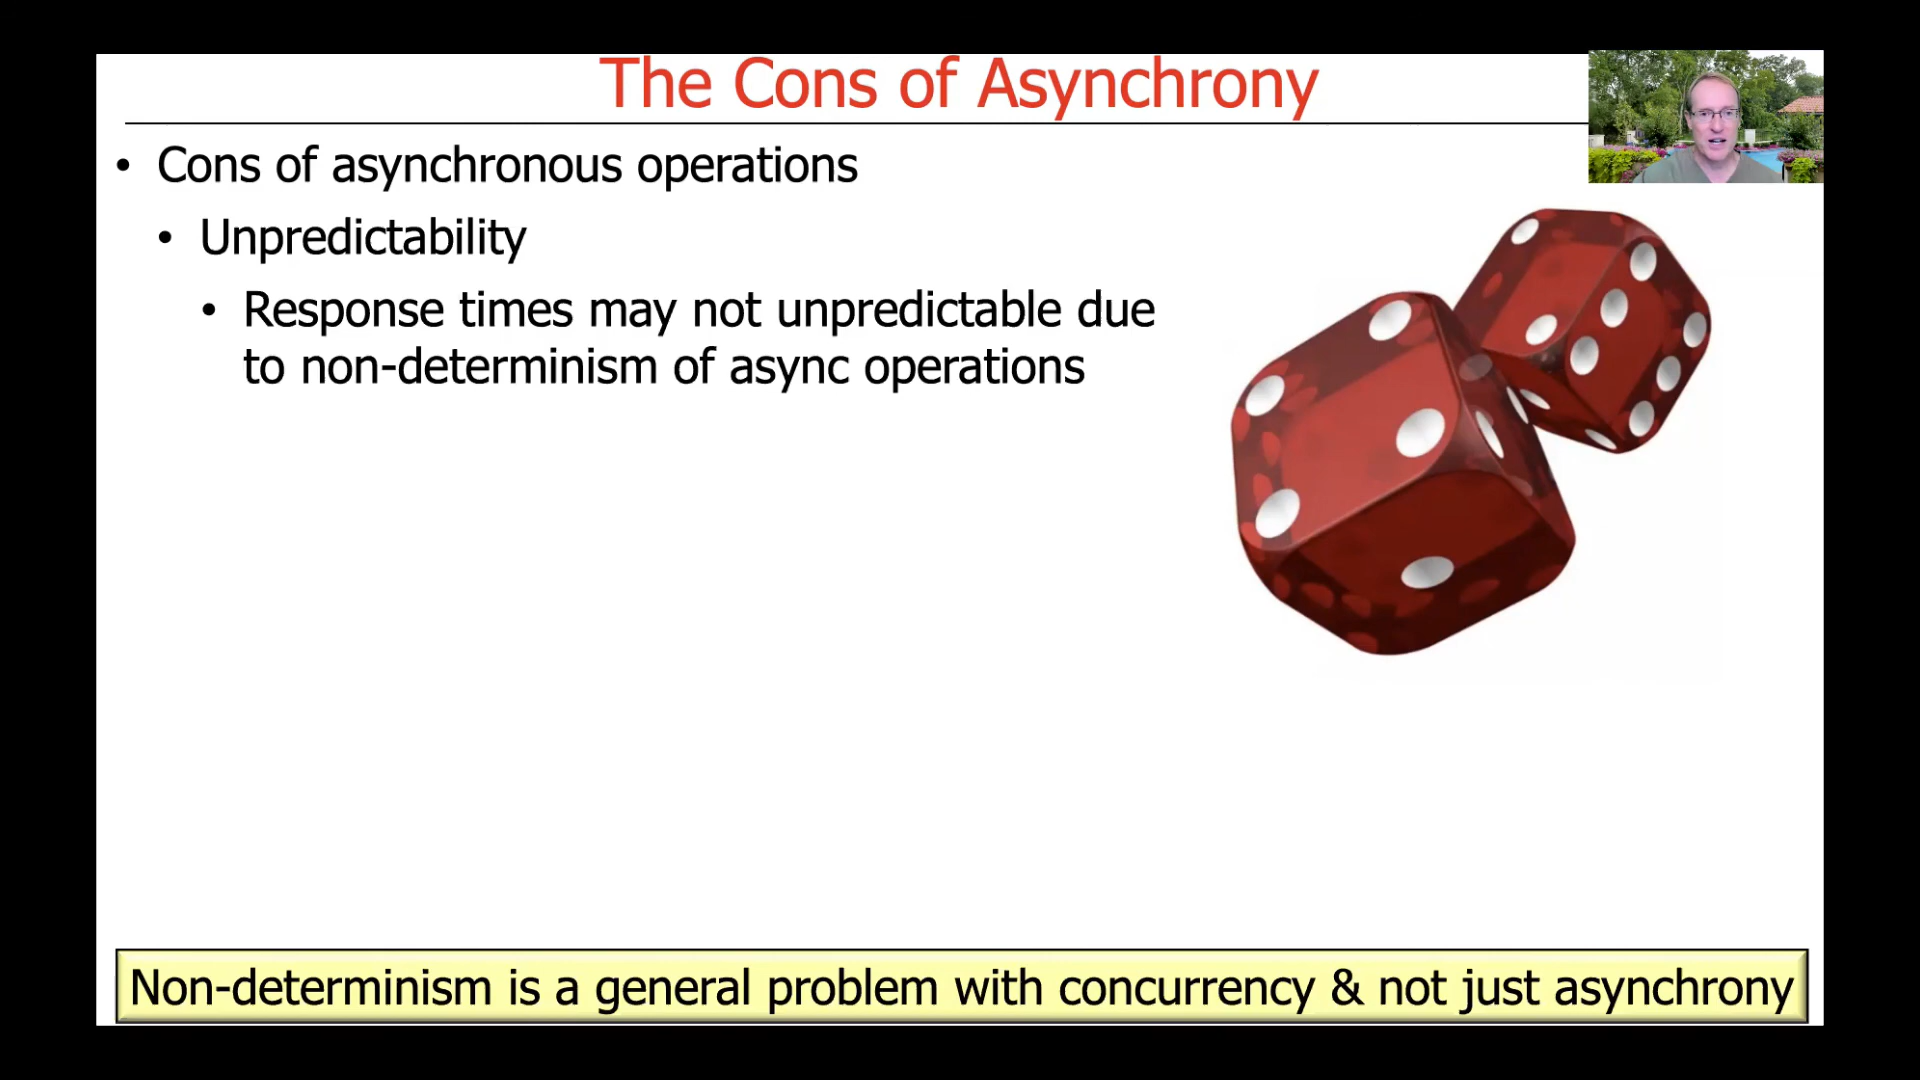 The Cons of Asynchrony
• Cons of asynchronous operations
• Unpredictability
• Response times may not unpredictable due
to non-determinism of async operations
Non-determinism is a general problem with concurrency & not just asynchrony